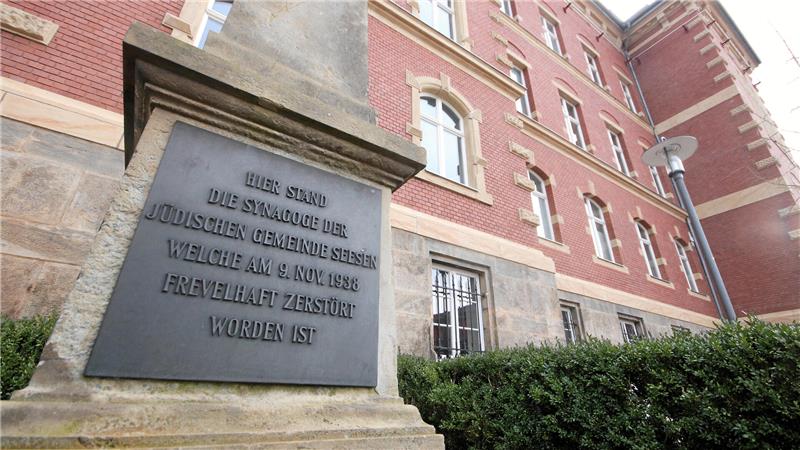 HIER STAND
DIE SYNAGOGE DER
JÜDISCHEN GEMEINDE SEESEN
WELCHE AM 9. NOV. 1938
FREVELHAFT ZERSTÖRT
WORDEN IST